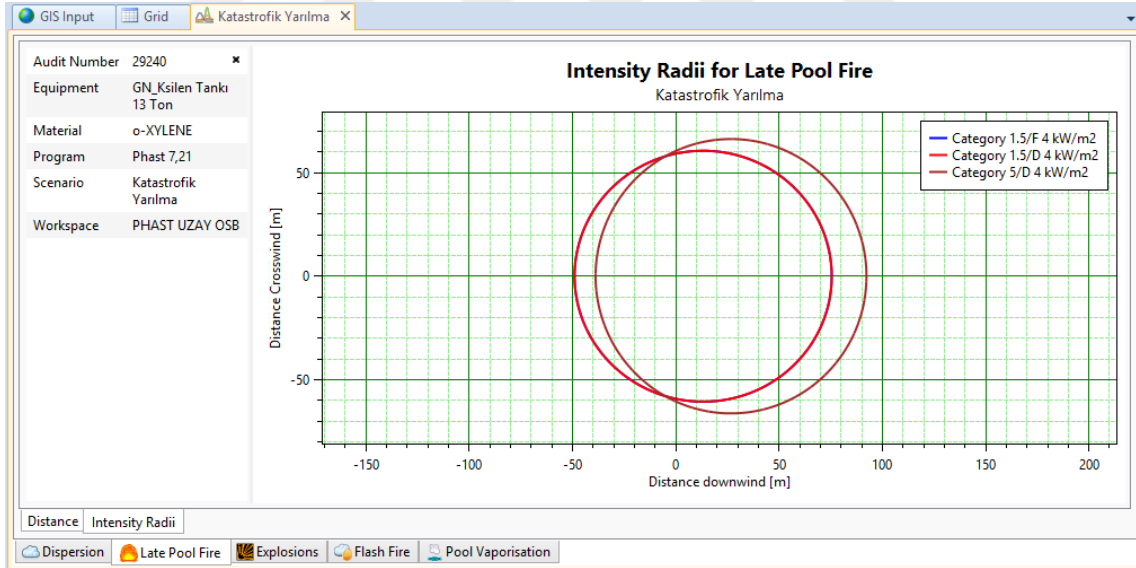 GIS Input Grid Katastrofik Yarılma
Audit Number 29240
Equipment GN_Ksilen Tankı
13 Ton
Material o-XYLENE
Program Phast 7,21
Scenario Katastrofik
Yarılma
Workspace PHAST UZAY OSB
Intensity Radii for Late Pool Fire
Katastrofik Yarılma
Category 1.5/F 4 kW/m2
Category 1.5/D 4 kW/m2
Category 5/D 4 kW/m2
Distance Crosswind [m]
50
0
-50
-150 -100 -50 0 50 100 150 200
Distance downwind [m]
Distance Intensity Radii
Dispersion Late Pool Fire Explosions Flash Fire Pool Vaporisation